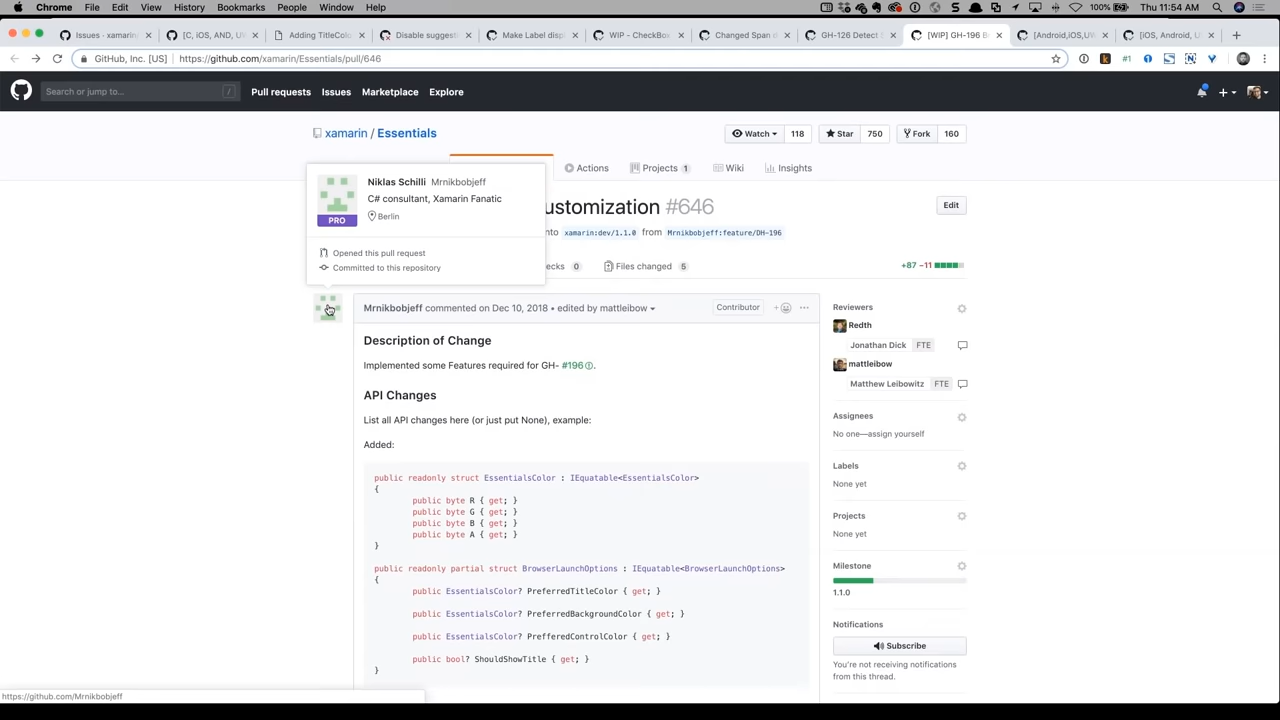 Chrome File Edit View History Bookmarks People Window Help 100% Thu 11:54 AM
Issues · xamarin [C, iOS, AND, U Adding TitleColor Disable suggest Make Label disp WIP - CheckBox Changed Span d GH-126 Detect S [WIP] GH-196 B [Android,iOS,UW [iOS, Android, U
GitHub, Inc. [US] https://github.com/xamarin/Essentials/pull/646 #1
Search or jump to... / Pull requests Issues Marketplace Explore
xamarin / Essentials Watch 118 Star 750 Fork 160
Actions Projects 1 Wiki Insights
Niklas Schilli Mrnikbobjeff
C# consultant, Xamarin Fanatic
PRO Berlin
Opened this pull request
Committed to this repository
ustomization #646 Edit
nto xamarin:dev/1.1.0 from Mrnikbobjeff:feature/DH-196
ecks 0 Files changed 5 +87 −11
Mrnikbobjeff commented on Dec 10, 2018 • edited by mattleibow Contributor
Description of Change
Implemented some Features required for GH- #196.
API Changes
List all API changes here (or just put None), example:
Added:
public readonly struct EssentialsColor : IEquatable<EssentialsColor>
{
public byte R { get; }
public byte G { get; }
public byte B { get; }
public byte A { get; }
}
public readonly partial struct BrowserLaunchOptions : IEquatable<BrowserLaunchOptions>
{
public EssentialsColor? PreferredTitleColor { get; }
public EssentialsColor? PreferredBackgroundColor { get; }
public EssentialsColor? PrefferedControlColor { get; }
public bool? ShouldShowTitle { get; }
}
Reviewers
Redth
Jonathan Dick FTE
mattleibow
Matthew Leibowitz FTE
Assignees
No one—assign yourself
Labels
None yet
Projects
None yet
Milestone
1.1.0
Notifications
Subscribe
You're not receiving notifications
from this thread.
https://github.com/Mrnikbobjeff